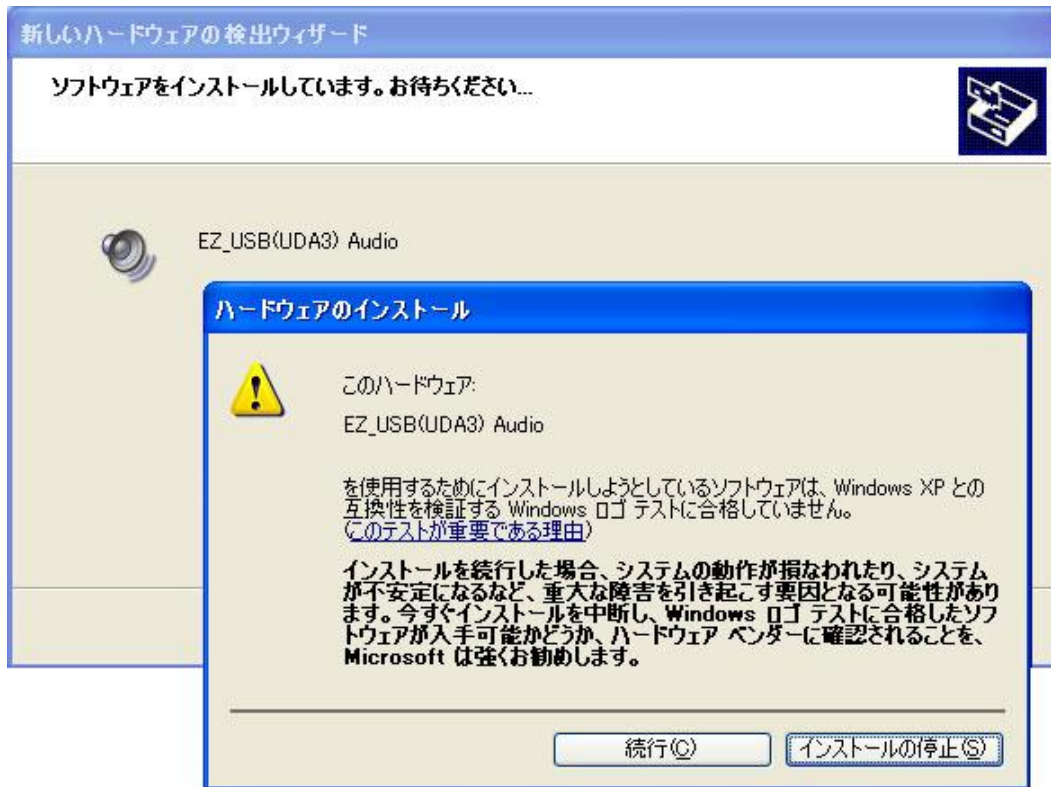 新しいハードウェアの検出ウィザード
ソフトウェアをインストールしています。お待ちください...
EZ_USB(UDA3) Audio
ハードウェアのインストール
このハードウェア:
EZ_USB(UDA3) Audio
を使用するためにインストールしようとしているソフトウェアは、Windows XP との
互換性を検証する Windows ロゴ テストに合格していません。
(このテストが重要である理由)
インストールを続行した場合、システムの動作が損なわれたり、システム
が不安定になるなど、重大な障害を引き起こす要因となる可能性があり
ます。今すぐインストールを中断し、Windows ロゴ テストに合格したソフ
トウェアが入手可能かどうか、ハードウェア ベンダーに確認されることを、
Microsoft は強くお勧めします。
続行(C)
インストールの停止(S)